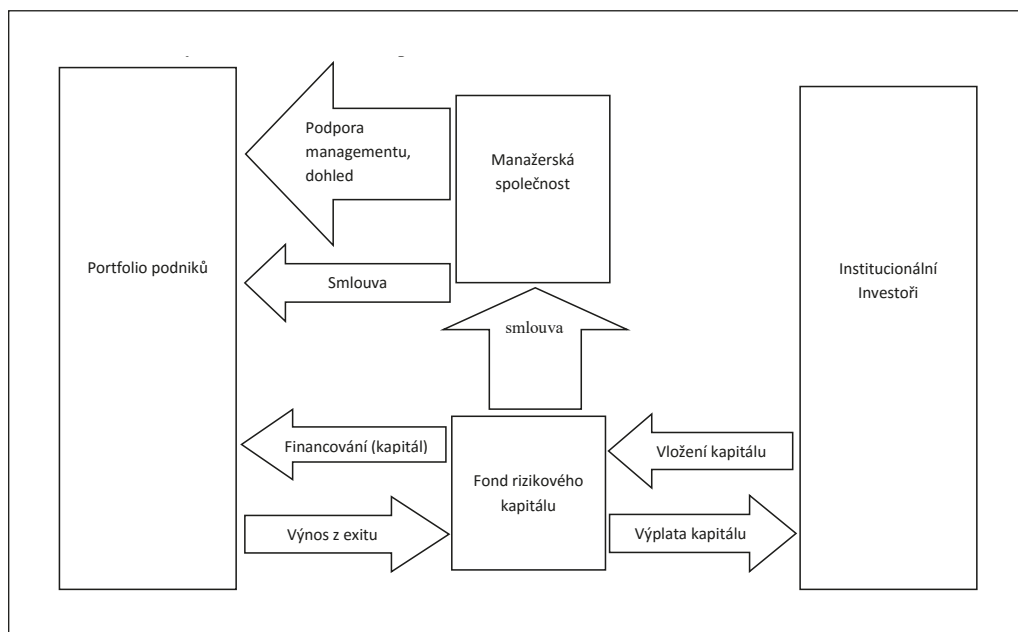 Podpora
managementu,
dohled
Manažerská
společnost
Portfolio podniků
Smlouva
Institucionální
Investoři
smlouva
Financování (kapitál)
Vložení kapitálu
Fond rizikového
kapitálu
Výnos z exitu
Výplata kapitálu